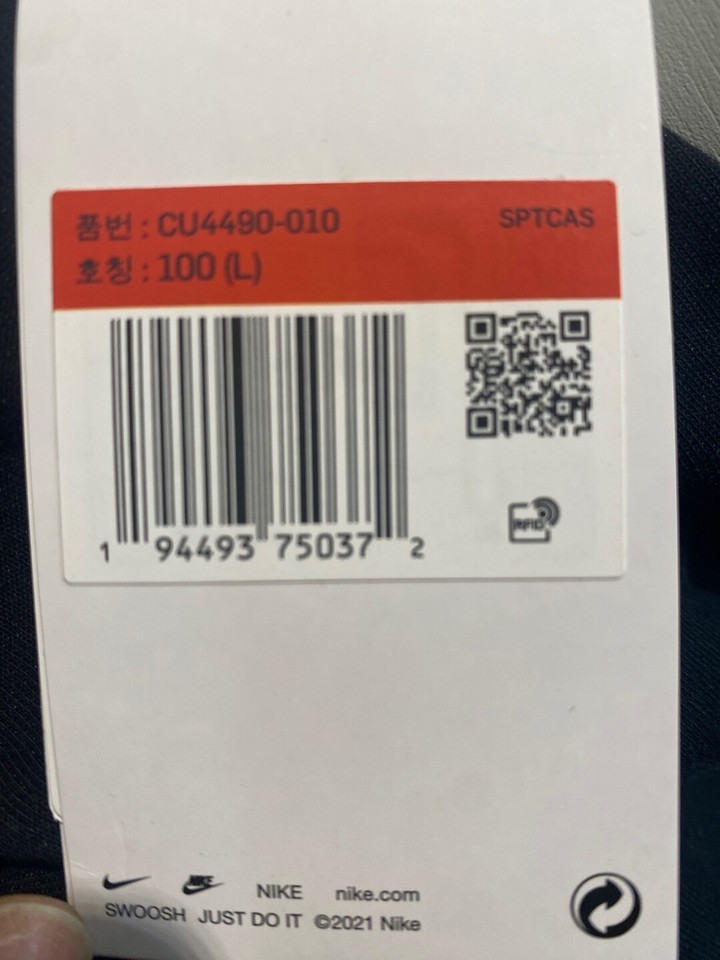 품번 : CU4490-010 SPTCAS
호칭 : 100 (L)
RFID
1 94493 75037 2
NIKE NIKE nike.com
SWOOSH JUST DO IT ©2021 Nike